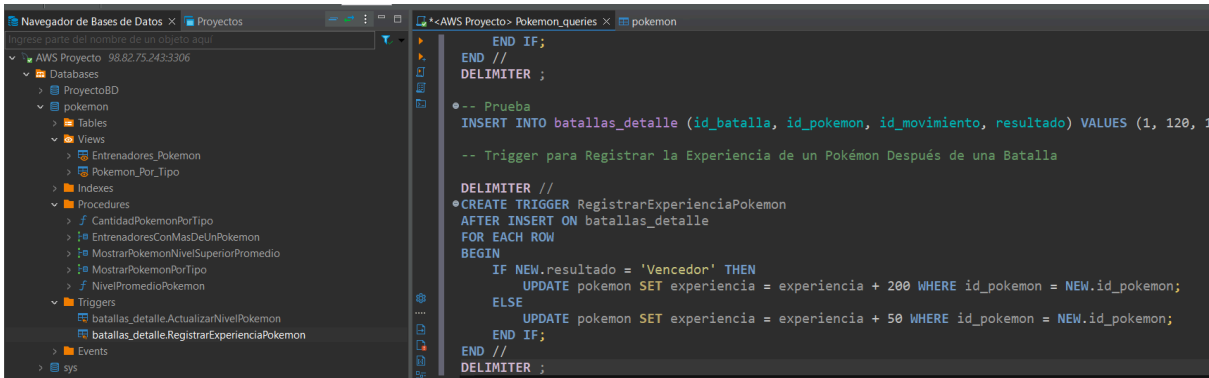 Navegador de Bases de Datos
Proyectos
Ingrese parte del nombre de un objeto aquí
AWS Proyecto 98.82.75.243:3306
Databases
ProyectoBD
pokemon
Tables
Views
Entrenadores_Pokemon
Pokemon_Por_Tipo
Indexes
Procedures
CantidadPokemonPorTipo
EntrenadoresConMasDeUnPokemon
MostrarPokemonNivelSuperiorPromedio
MostrarPokemonPorTipo
NivelPromedioPokemon
Triggers
batallas_detalle.ActualizarNivelPokemon
batallas_detalle.RegistrarExperienciaPokemon
Events
sys
*<AWS Proyecto> Pokemon_queries
pokemon
END IF;
END //
DELIMITER ;
-- Prueba
INSERT INTO batallas_detalle (id_batalla, id_pokemon, id_movimiento, resultado) VALUES (1, 120,
-- Trigger para Registrar la Experiencia de un Pokémon Después de una Batalla
DELIMITER //
CREATE TRIGGER RegistrarExperienciaPokemon
AFTER INSERT ON batallas_detalle
FOR EACH ROW
BEGIN
IF NEW.resultado = 'Vencedor' THEN
UPDATE pokemon SET experiencia = experiencia + 200 WHERE id_pokemon = NEW.id_pokemon;
ELSE
UPDATE pokemon SET experiencia = experiencia + 50 WHERE id_pokemon = NEW.id_pokemon;
END IF;
END //
DELIMITER ;